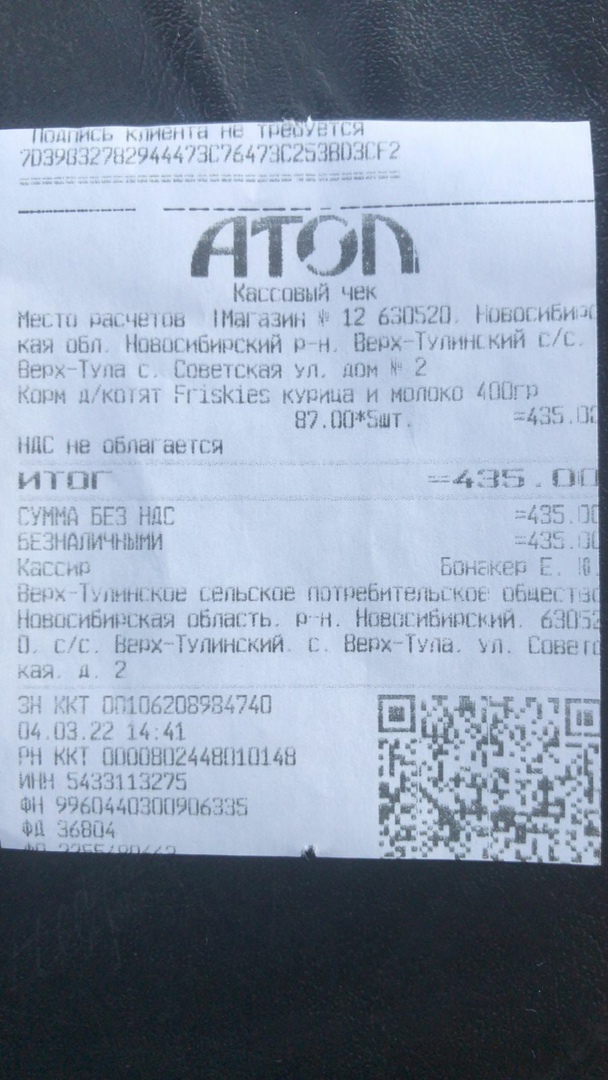 Подпись клиента не требуется
7D39832782944473C76473C253BD3CF2
================================
АТОЛ
Кассовый чек
Место расчетов Магазин № 12 630520, Новосибирс
кая обл. Новосибирский р-н. Верх-Тулинский с/с.
Верх-Тула с. Советская ул. дом № 2
Корм д/котят Friskies курица и молоко 400гр
87.00*5шт. =435.00
НДС не облагается
ИТОГ =435.00
СУММА БЕЗ НДС =435.00
БЕЗНАЛИЧНЫМИ =435.00
Кассир Бонакер Е. Ю.
Верх-Тулинское сельское потребительское общество
Новосибирская область, р-н. Новосибирский, 63052
0, с/с. Верх-Тулинский, с. Верх-Тула, ул. Советс
кая, д. 2
ЗН ККТ 00106208984740
04.03.22 14:41
РН ККТ 0000802448010148
ИНН 5433113275
ФН 9960440300906335
ФД 36804